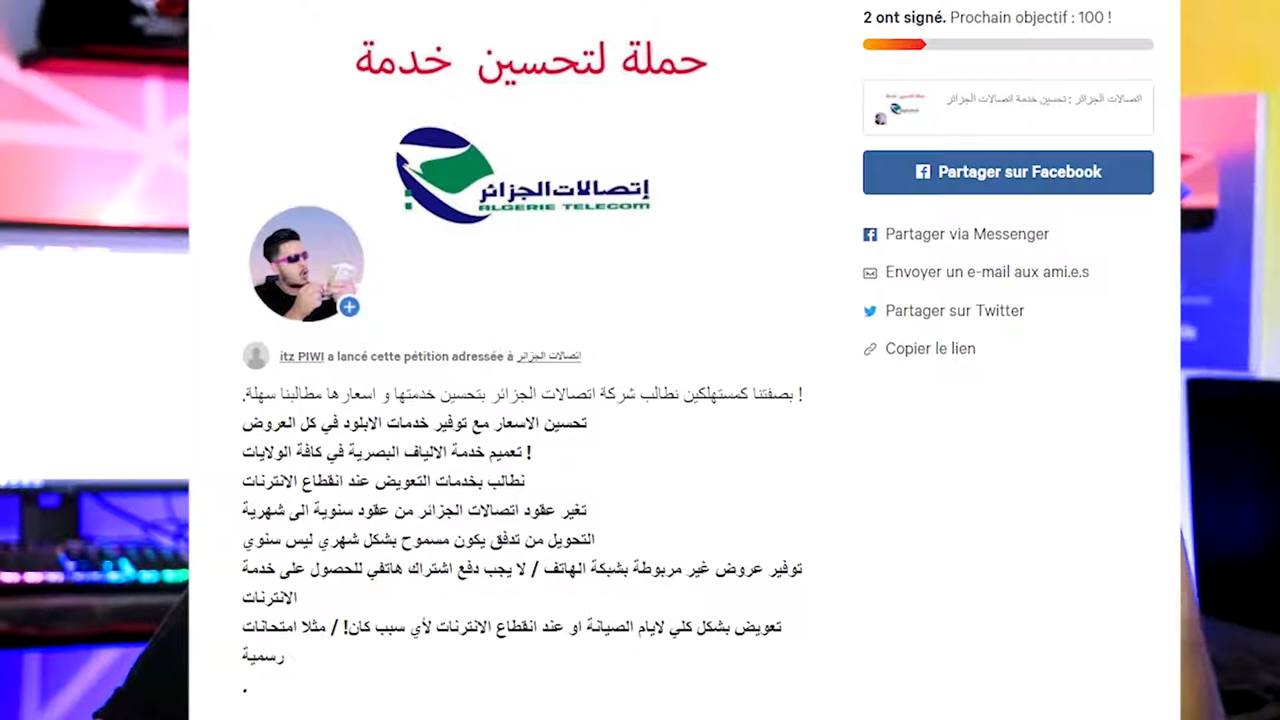 حملة لتحسين خدمة
إتصالات الجزائر
ALGERIE TELECOM
itz PIWI a lancé cette pétition adressée à اتصالات الجزائر
! بصفتنا كمستهلكين نطالب شركة اتصالات الجزائر بتحسين خدمتها و اسعارها مطالبنا سهلة.
تحسين الاسعار مع توفير خدمات الابلود في كل العروض
! تعميم خدمة الالياف البصرية في كافة الولايات
نطالب بخدمات التعويض عند انقطاع الانترنات
تغير عقود اتصالات الجزائر من عقود سنوية الى شهرية
التحويل من تدفق يكون مسموح بشكل شهري ليس سنوي
توفير عروض غير مربوطة بشبكة الهاتف / لا يجب دفع اشتراك هاتفي للحصول على خدمة
الانترنات
تعويض بشكل كلي لايام الصيانة او عند انقطاع الانترنات لأي سبب كان! / مثلا امتحانات
رسمية
.
2 ont signé. Prochain objectif : 100 !
اتصالات الجزائر : تحسين خدمة اتصالات الجزائر
Partager sur Facebook
Partager via Messenger
Envoyer un e-mail aux ami.e.s
Partager sur Twitter
Copier le lien